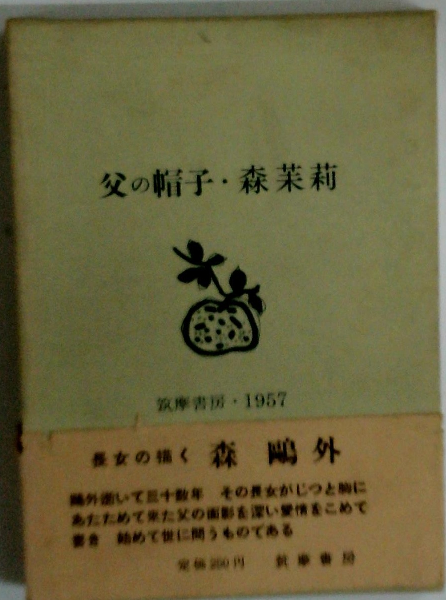 父の帽子・森茉莉
筑摩書房・1957
長女の描く 森鷗外
鷗外逝いて三十数年 その長女がじつと胸に
あたためて来た父の面影を深い愛情をこめて
書き 始めて世に問うものである
定価250円 筑摩書房